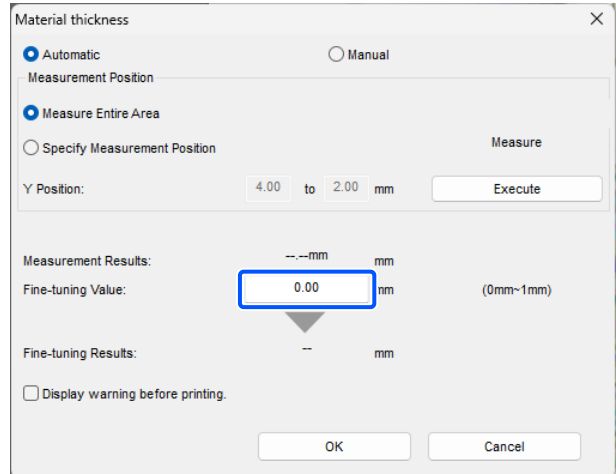 Material thickness
Automatic Manual
Measurement Position
Measure Entire Area
Specify Measurement Position Measure
Y Position: 4.00 to 2.00 mm Execute
Measurement Results: --.--mm mm
Fine-tuning Value: 0.00 mm (0mm~1mm)
Fine-tuning Results: -- mm
Display warning before printing.
OK Cancel